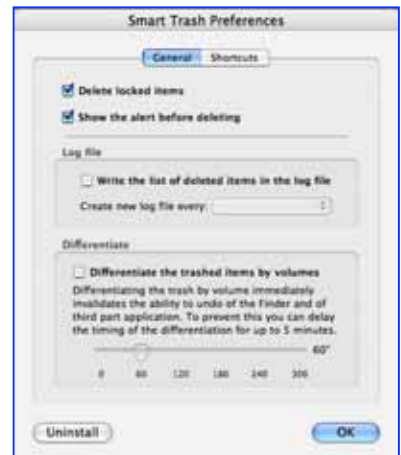 Smart Trash Preferences
General Shortcuts
Delete locked items
Show the alert before deleting
Log file
Write the list of deleted items in the log file
Create new log file every:
Differentiate
Differentiate the trashed items by volumes
Differentiating the trash by volume immediately
invalidates the ability to undo of the Finder and of
third part application. To prevent this you can delay
the timing of the differentiation for up to 5 minutes.
60"
0 60 120 180 240 300
Uninstall OK